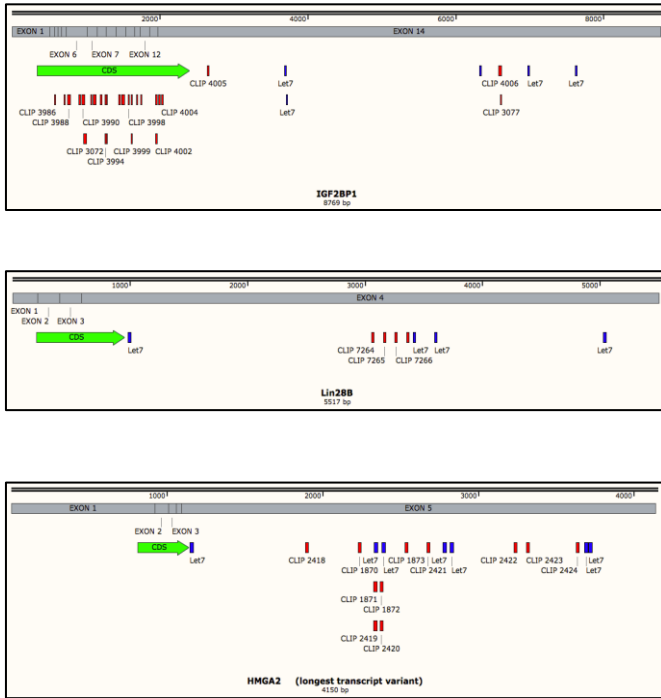 2000 4000 6000 8000
EXON 1 EXON 14
EXON 6 EXON 7 EXON 12
CDS
CLIP 4005 Let7 CLIP 4006 Let7 Let7
CLIP 3986 CLIP 4004 Let7 CLIP 3077
CLIP 3988 CLIP 3990 CLIP 3998
CLIP 3072 CLIP 3999 CLIP 4002
CLIP 3994
IGF2BP1
8769 bp
1000 2000 3000 4000 5000
EXON 4
EXON 1
EXON 2 EXON 3
CDS
Let7 CLIP 7264 Let7 Let7 Let7
CLIP 7265 CLIP 7266
Lin28B
5517 bp
1000 2000 3000 4000
EXON 1 EXON 5
EXON 2 EXON 3
CDS
Let7 CLIP 2418 Let7 CLIP 1873 Let7 CLIP 2422 CLIP 2423 Let7
CLIP 1870 Let7 CLIP 2421 Let7 CLIP 2424 Let7
CLIP 1871
CLIP 1872
CLIP 2419
CLIP 2420
HMGA2 (longest transcript variant)
4150 bp